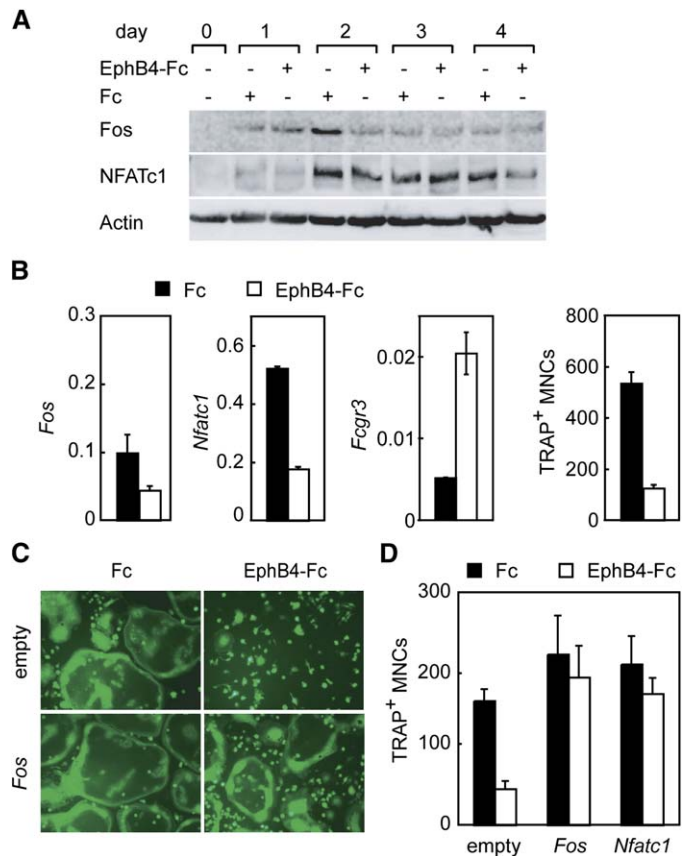 A
day 0 1 2 3 4
EphB4-Fc - - + - + - + - +
Fc - + - + - + - + -
Fos
NFATc1
Actin
B
Fc EphB4-Fc
0.3
0.2
0.1
0
Fos
0.6
0.4
0.2
0
Nfatc1
0.02
0.01
0
Fcgr3
800
600
400
200
0
TRAP+ MNCs
C
Fc EphB4-Fc
empty
Fos
D
Fc EphB4-Fc
300
200
100
0
TRAP+ MNCs
empty Fos Nfatc1